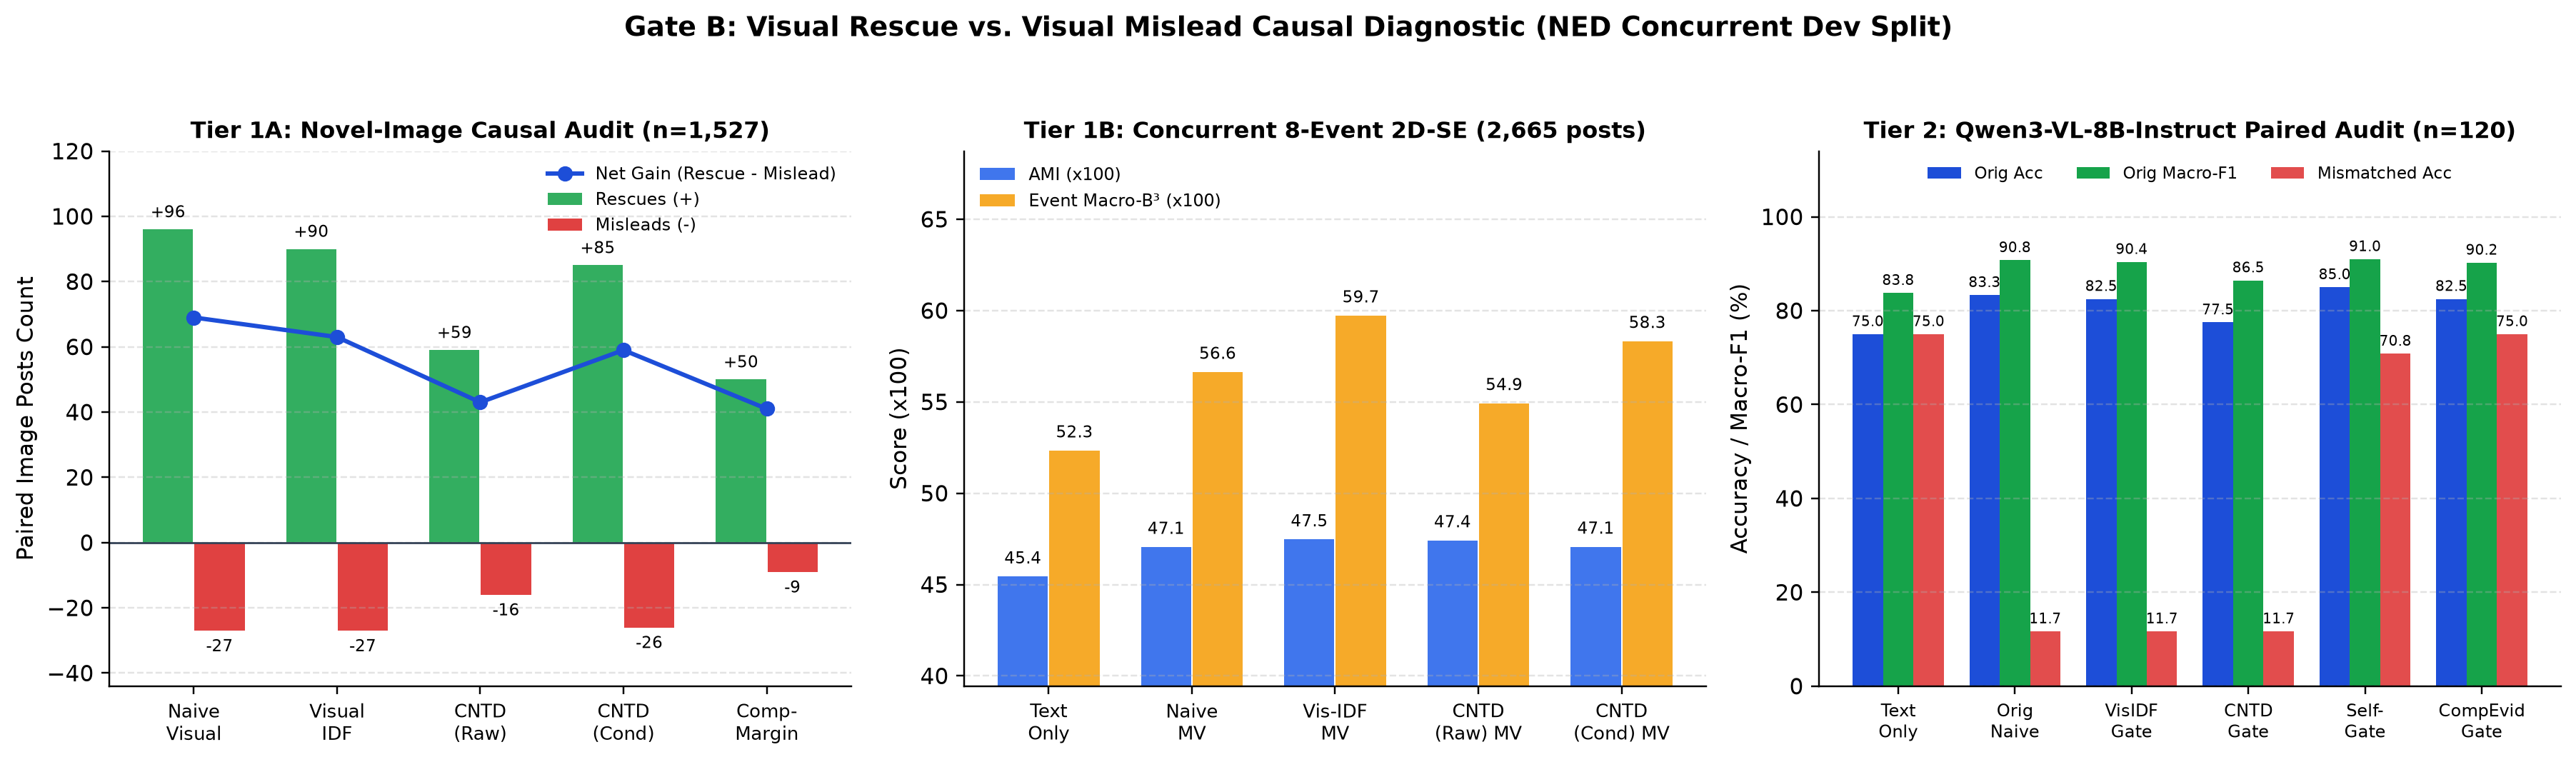 Gate B: Visual Rescue vs. Visual Mislead Causal Diagnostic (NED Concurrent Dev Split)
Tier 1A: Novel-Image Causal Audit (n=1,527)
Paired Image Posts Count
120
100
80
60
40
20
0
−20
−40
Net Gain (Rescue - Mislead)
Rescues (+)
Misleads (-)
+96
+90
+59
+85
+50
-27
-27
-16
-26
-9
Naive
Visual
Visual
IDF
CNTD
(Raw)
CNTD
(Cond)
Comp-
Margin
Tier 1B: Concurrent 8-Event 2D-SE (2,665 posts)
Score (x100)
65
60
55
50
45
40
AMI (x100)
Event Macro-B³ (x100)
45.4
52.3
47.1
56.6
47.5
59.7
47.4
54.9
47.1
58.3
Text
Only
Naive
MV
Vis-IDF
MV
CNTD
(Raw) MV
CNTD
(Cond) MV
Tier 2: Qwen3-VL-8B-Instruct Paired Audit (n=120)
Accuracy / Macro-F1 (%)
100
80
60
40
20
0
Orig Acc
Orig Macro-F1
Mismatched Acc
75.0
83.8
75.0
83.3
90.8
11.7
82.5
90.4
11.7
77.5
86.5
11.7
85.0
91.0
70.8
82.5
90.2
75.0
Text
Only
Orig
Naive
VisIDF
Gate
CNTD
Gate
Self-
Gate
CompEvid
Gate